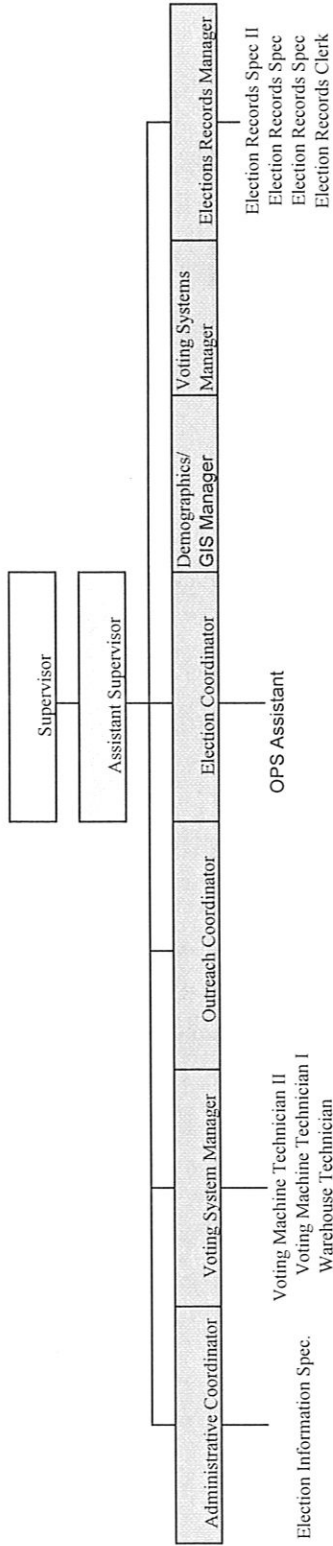 Supervisor
Assistant Supervisor
Administrative Coordinator
Voting System Manager
Outreach Coordinator
Election Coordinator
Demographics/
GIS Manager
Voting Systems
Manager
Elections Records Manager
Election Information Spec.
Voting Machine Technician II
Voting Machine Technician I
Warehouse Technician
OPS Assistant
Election Records Spec II
Election Records Spec
Election Records Spec
Election Records Clerk